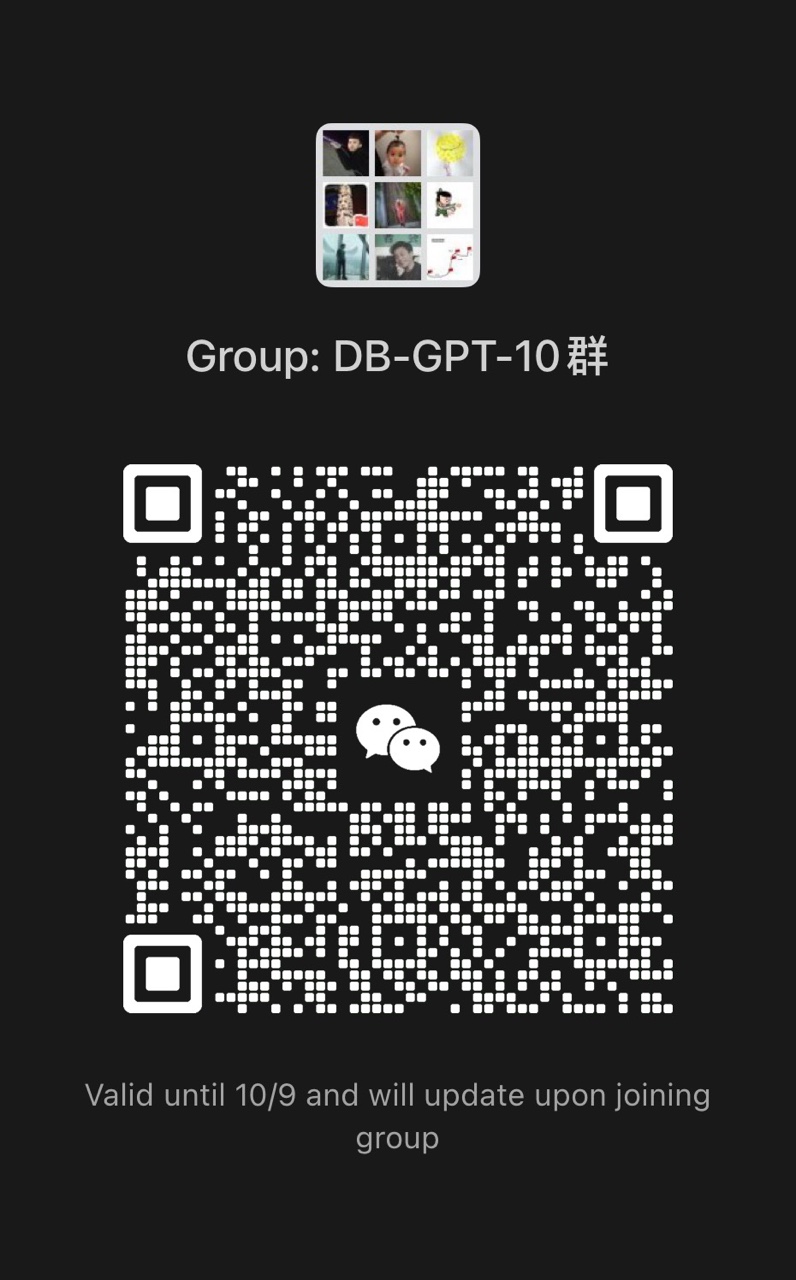 Group: DB-GPT-10群
Valid until 10/9 and will update upon joining
group